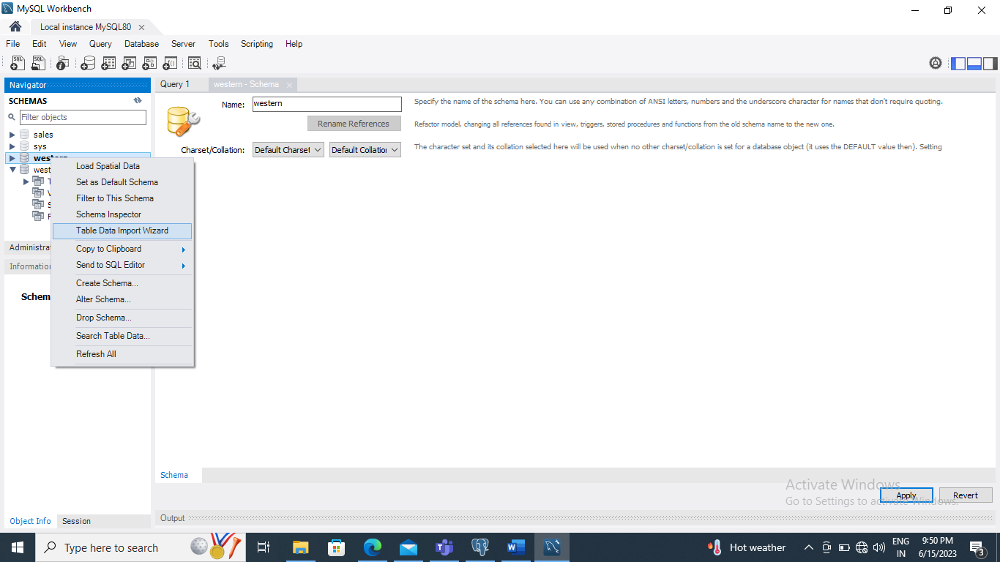 MySQL Workbench
Local instance MySQL80
File Edit View Query Database Server Tools Scripting Help
Navigator
SCHEMAS
Filter objects
sales
sys
Load Spatial Data
Set as Default Schema
Filter to This Schema
Schema Inspector
Table Data Import Wizard
Copy to Clipboard
Send to SQL Editor
Create Schema...
Alter Schema...
Drop Schema...
Search Table Data...
Refresh All
Object Info Session
Query 1 western - Schema
Name: western
Specify the name of the schema here. You can use any combination of ANSI letters, numbers and the underscore character for names that don't require quoting.
Rename References
Refactor model, changing all references found in view, triggers, stored procedures and functions from the old schema name to the new one.
Charset/Collation: Default Charset Default Collation
The character set and its collation selected here will be used when no other charset/collation is set for a database object (it uses the DEFAULT value then). Setting
Schema
Activate Windows
Go to Settings to activate Windows.
Apply Revert
Output
Type here to search
Hot weather
ENG
IN
9:50 PM
6/15/2023
3